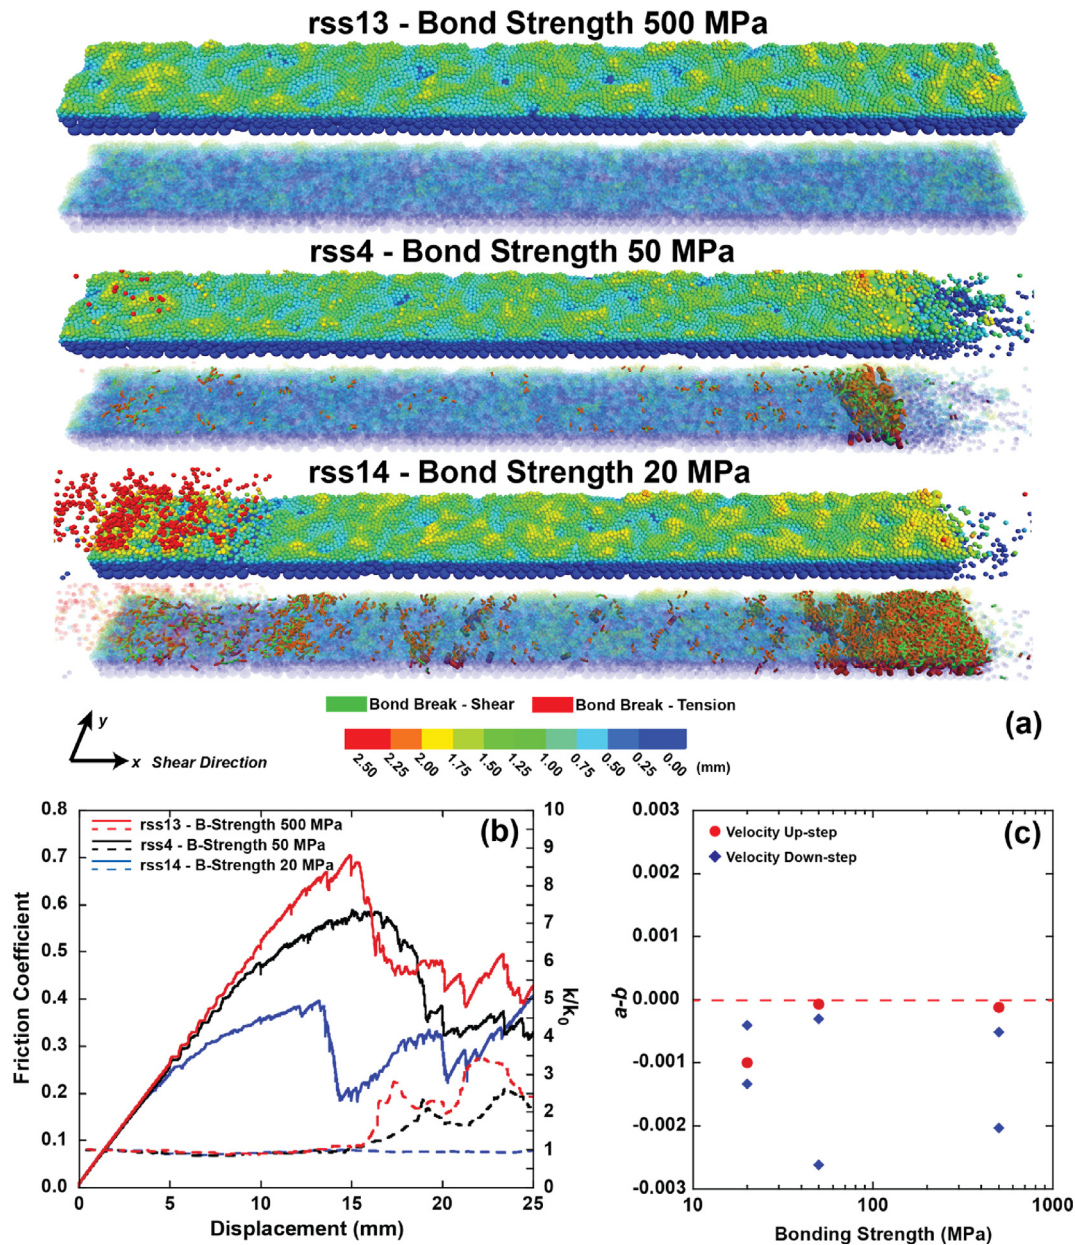 rss13 - Bond Strength 500 MPa
rss4 - Bond Strength 50 MPa
rss14 - Bond Strength 20 MPa
Bond Break - Shear
Bond Break - Tension
(a)
y
x Shear Direction
2.50 2.25 2.00 1.75 1.50 1.25 1.00 0.75 0.50 0.25 0.00 (mm)
(b)
rss13 - B-Strength 500 MPa
rss4 - B-Strength 50 MPa
rss14 - B-Strength 20 MPa
Friction Coefficient
0.8
0.7
0.6
0.5
0.4
0.3
0.2
0.1
0.0
0 5 10 15 20 25
Displacement (mm)
10
9
8
7
6
5
4
3
2
1
0
k/k0
(c)
Velocity Up-step
Velocity Down-step
a-b
0.003
0.002
0.001
0.000
-0.001
-0.002
-0.003
10 100 1000
Bonding Strength (MPa)